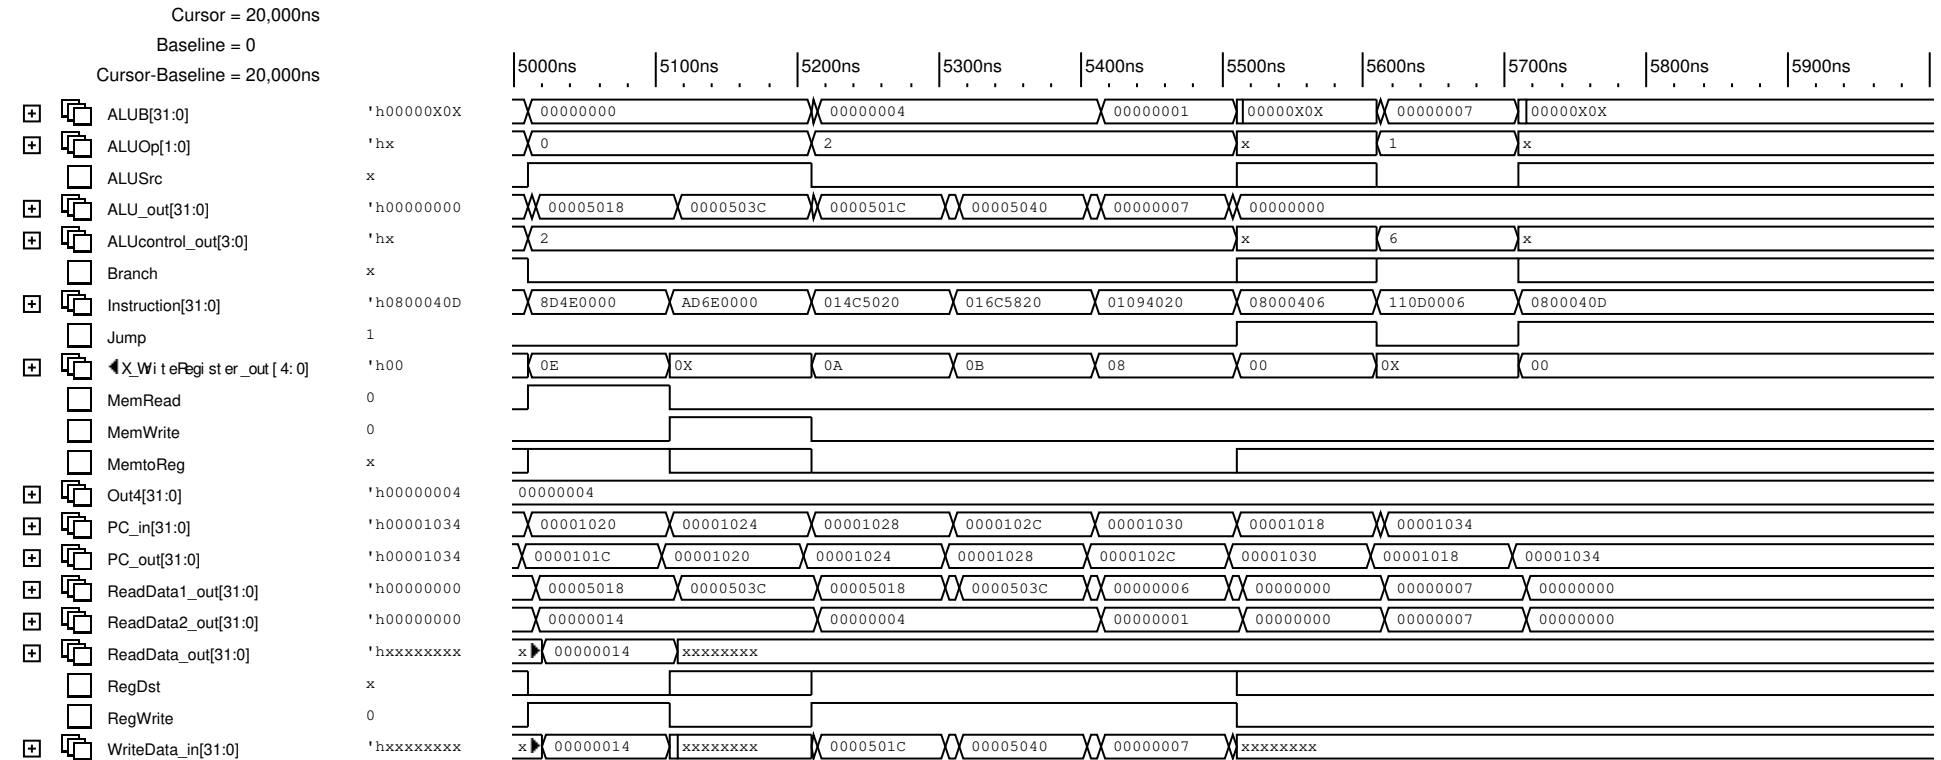 Cursor = 20,000ns
Baseline = 0
Cursor-Baseline = 20,000ns
5000ns 5100ns 5200ns 5300ns 5400ns 5500ns 5600ns 5700ns 5800ns 5900ns
ALUB[31:0] 'h00000X0X 00000000 00000004 00000001 00000X0X 00000007 00000X0X
ALUOp[1:0] 'hx 0 2 x 1 x
ALUSrc x
ALU_out[31:0] 'h00000000 00005018 0000503C 0000501C 00005040 00000007 00000000
ALUcontrol_out[3:0] 'hx 2 x 6 x
Branch x
Instruction[31:0] 'h0800040D 8D4E0000 AD6E0000 014C5020 016C5820 01094020 08000406 110D0006 0800040D
Jump 1
X_WriteRegister_out[4:0] 'h00 0E 0X 0A 0B 08 00 0X 00
MemRead 0
MemWrite 0
MemtoReg x
Out4[31:0] 'h00000004 00000004
PC_in[31:0] 'h00001034 00001020 00001024 00001028 0000102C 00001030 00001018 00001034
PC_out[31:0] 'h00001034 0000101C 00001020 00001024 00001028 0000102C 00001030 00001018 00001034
ReadData1_out[31:0] 'h00000000 00005018 0000503C 00005018 0000503C 00000006 00000000 00000007 00000000
ReadData2_out[31:0] 'h00000000 00000014 00000004 00000001 00000000 00000007 00000000
ReadData_out[31:0] 'hxxxxxxxx x 00000014 xxxxxxxx
RegDst x
RegWrite 0
WriteData_in[31:0] 'hxxxxxxxx x 00000014 xxxxxxxx 0000501C 00005040 00000007 xxxxxxxx